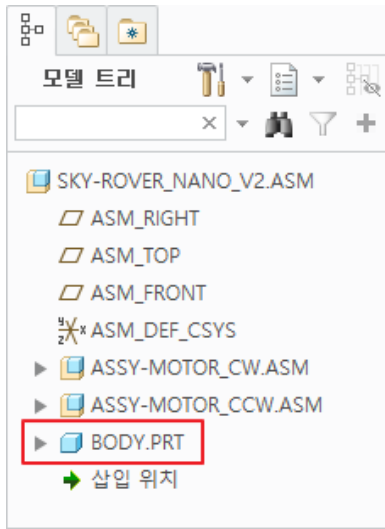 모델 트리
SKY-ROVER_NANO_V2.ASM
ASM_RIGHT
ASM_TOP
ASM_FRONT
ASM_DEF_CSYS
ASSY-MOTOR_CW.ASM
ASSY-MOTOR_CCW.ASM
BODY.PRT
삽입 위치